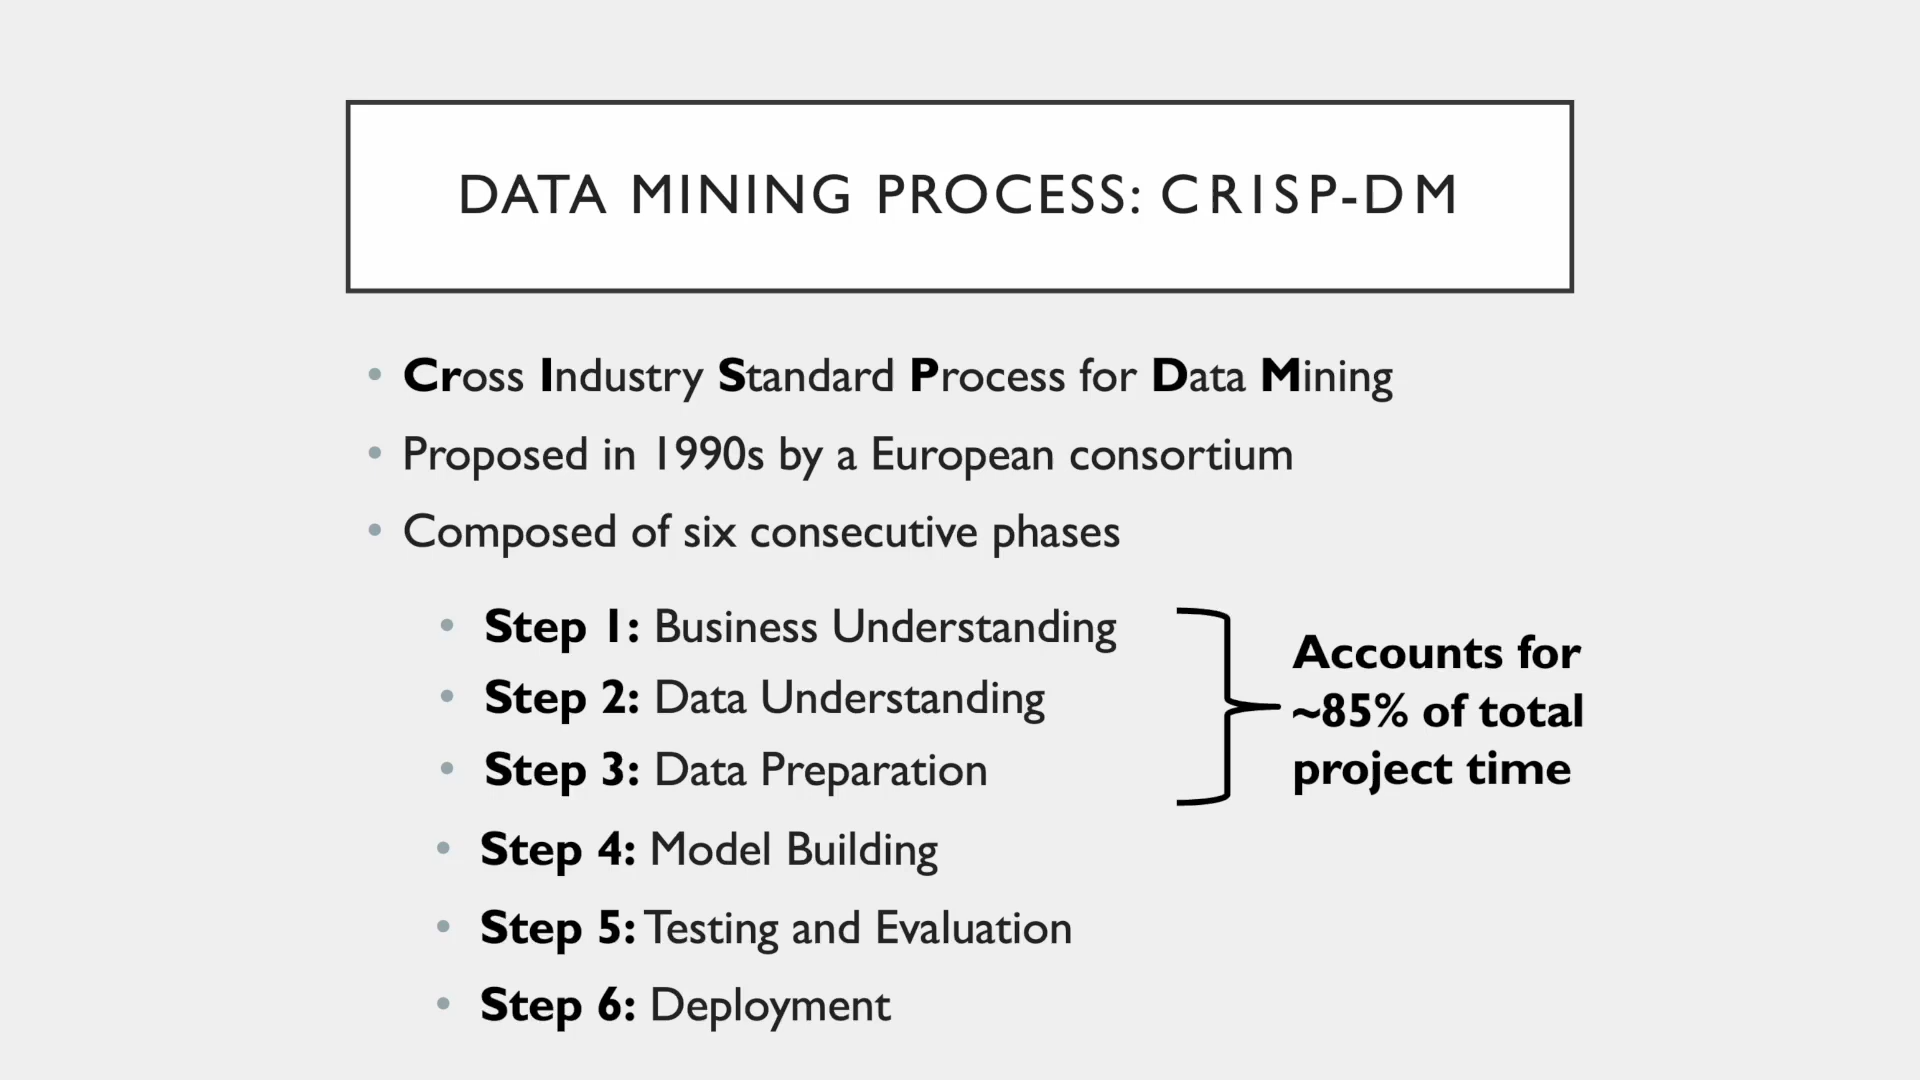 DATA MINING PROCESS: CRISP-DM
• Cross Industry Standard Process for Data Mining
• Proposed in 1990s by a European consortium
• Composed of six consecutive phases
• Step 1: Business Understanding
• Step 2: Data Understanding
• Step 3: Data Preparation
Accounts for
~85% of total
project time
• Step 4: Model Building
• Step 5: Testing and Evaluation
• Step 6: Deployment